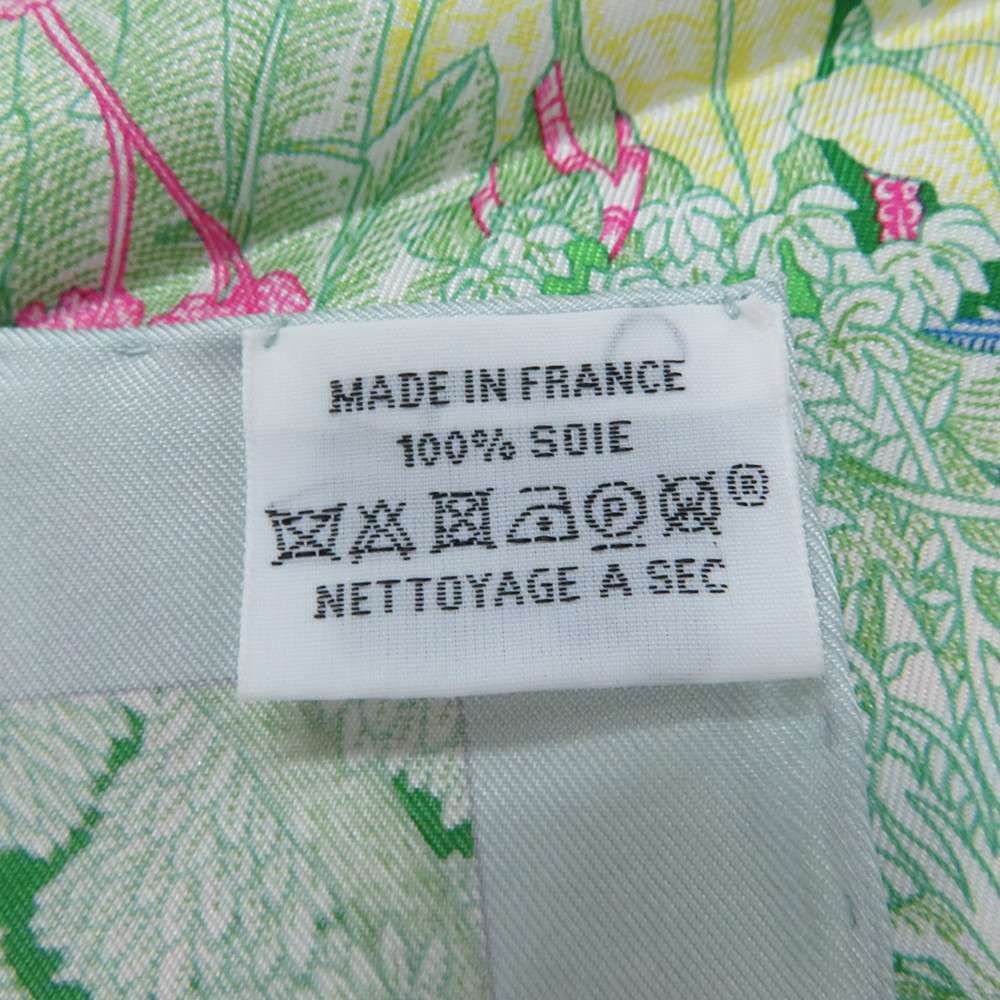 MADE IN FRANCE
100% SOIE
P ®
NETTOYAGE A SEC